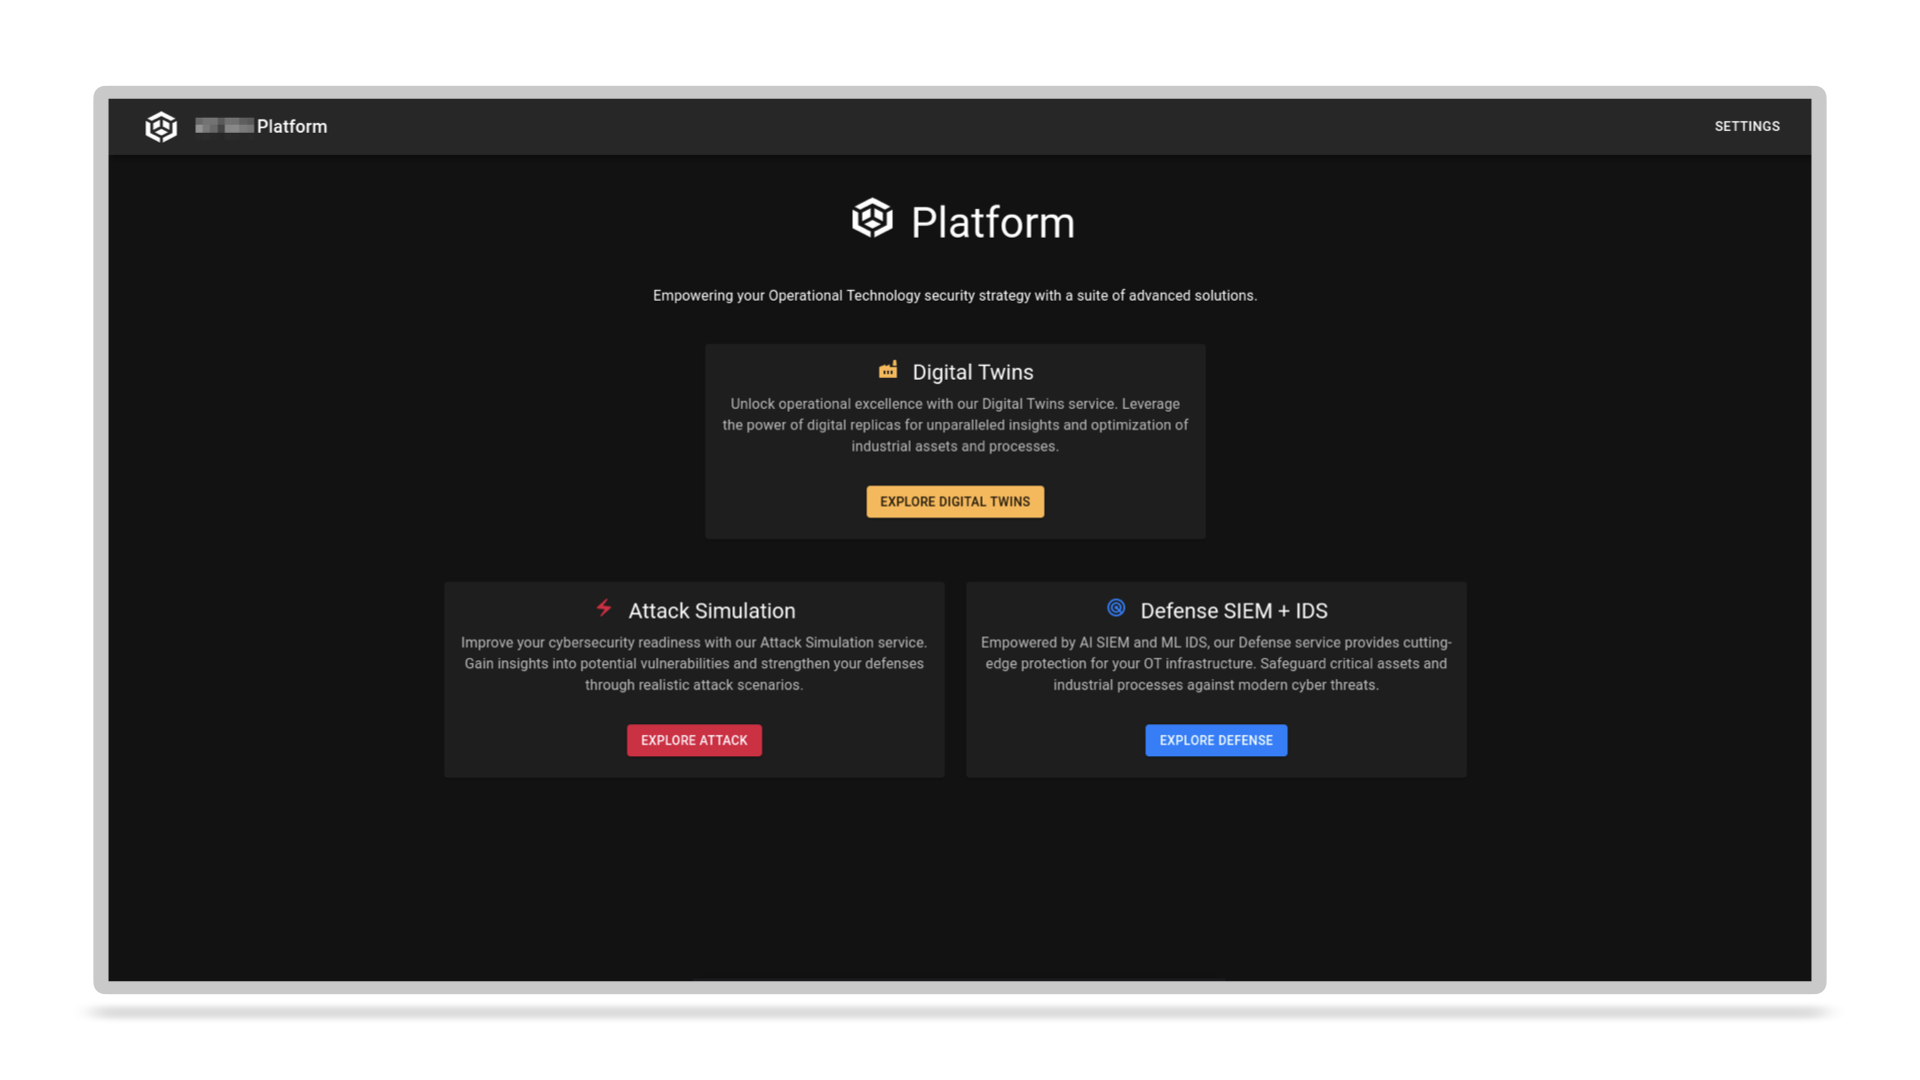 Platform
SETTINGS
Platform
Empowering your Operational Technology security strategy with a suite of advanced solutions.
Digital Twins
Unlock operational excellence with our Digital Twins service. Leverage
the power of digital replicas for unparalleled insights and optimization of
industrial assets and processes.
EXPLORE DIGITAL TWINS
Attack Simulation
Improve your cybersecurity readiness with our Attack Simulation service.
Gain insights into potential vulnerabilities and strengthen your defenses
through realistic attack scenarios.
EXPLORE ATTACK
Defense SIEM + IDS
Empowered by AI SIEM and ML IDS, our Defense service provides cutting-
edge protection for your OT infrastructure. Safeguard critical assets and
industrial processes against modern cyber threats.
EXPLORE DEFENSE